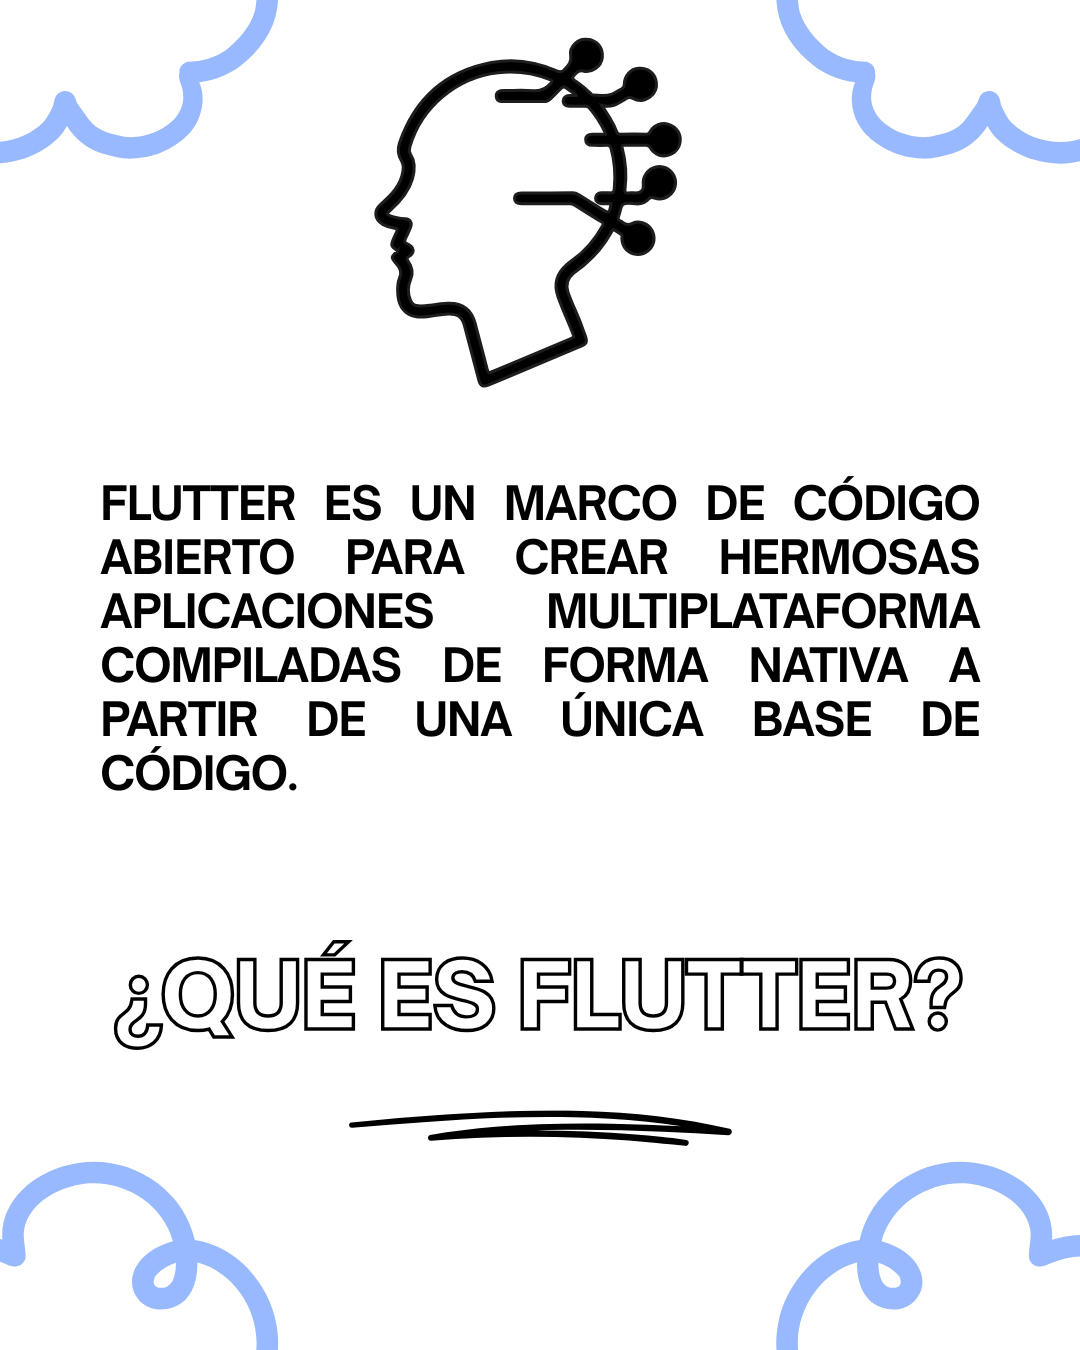 FLUTTER ES UN MARCO DE CÓDIGO
ABIERTO PARA CREAR HERMOSAS
APLICACIONES MULTIPLATAFORMA
COMPILADAS DE FORMA NATIVA A
PARTIR DE UNA ÚNICA BASE DE
CÓDIGO.
¿QUÉ ES FLUTTER?